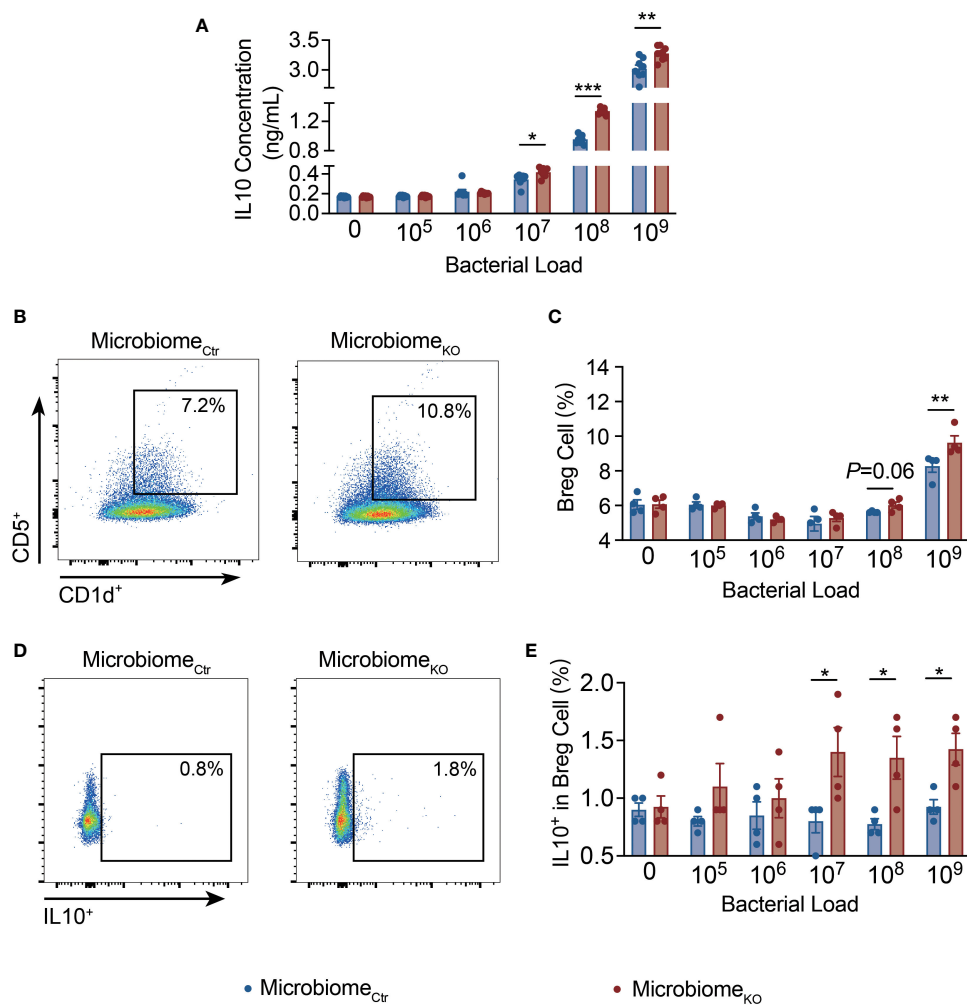 A
IL10 Concentration
(ng/mL)
3.5
3.0
1.2
0.8
0.4
0.2
0.0
*
***
**
0 10⁵ 10⁶ 10⁷ 10⁸ 10⁹
Bacterial Load
B
Microbiome_Ctr Microbiome_KO
7.2% 10.8%
CD5⁺
CD1d⁺
C
Breg Cell (%)
14
12
10
8
6
4
P=0.06
**
0 10⁵ 10⁶ 10⁷ 10⁸ 10⁹
Bacterial Load
D
Microbiome_Ctr Microbiome_KO
0.8% 1.8%
IL10⁺
E
IL10⁺ in Breg Cell (%)
2.0
1.5
1.0
0.5
* * *
0 10⁵ 10⁶ 10⁷ 10⁸ 10⁹
Bacterial Load
Microbiome_Ctr Microbiome_KO